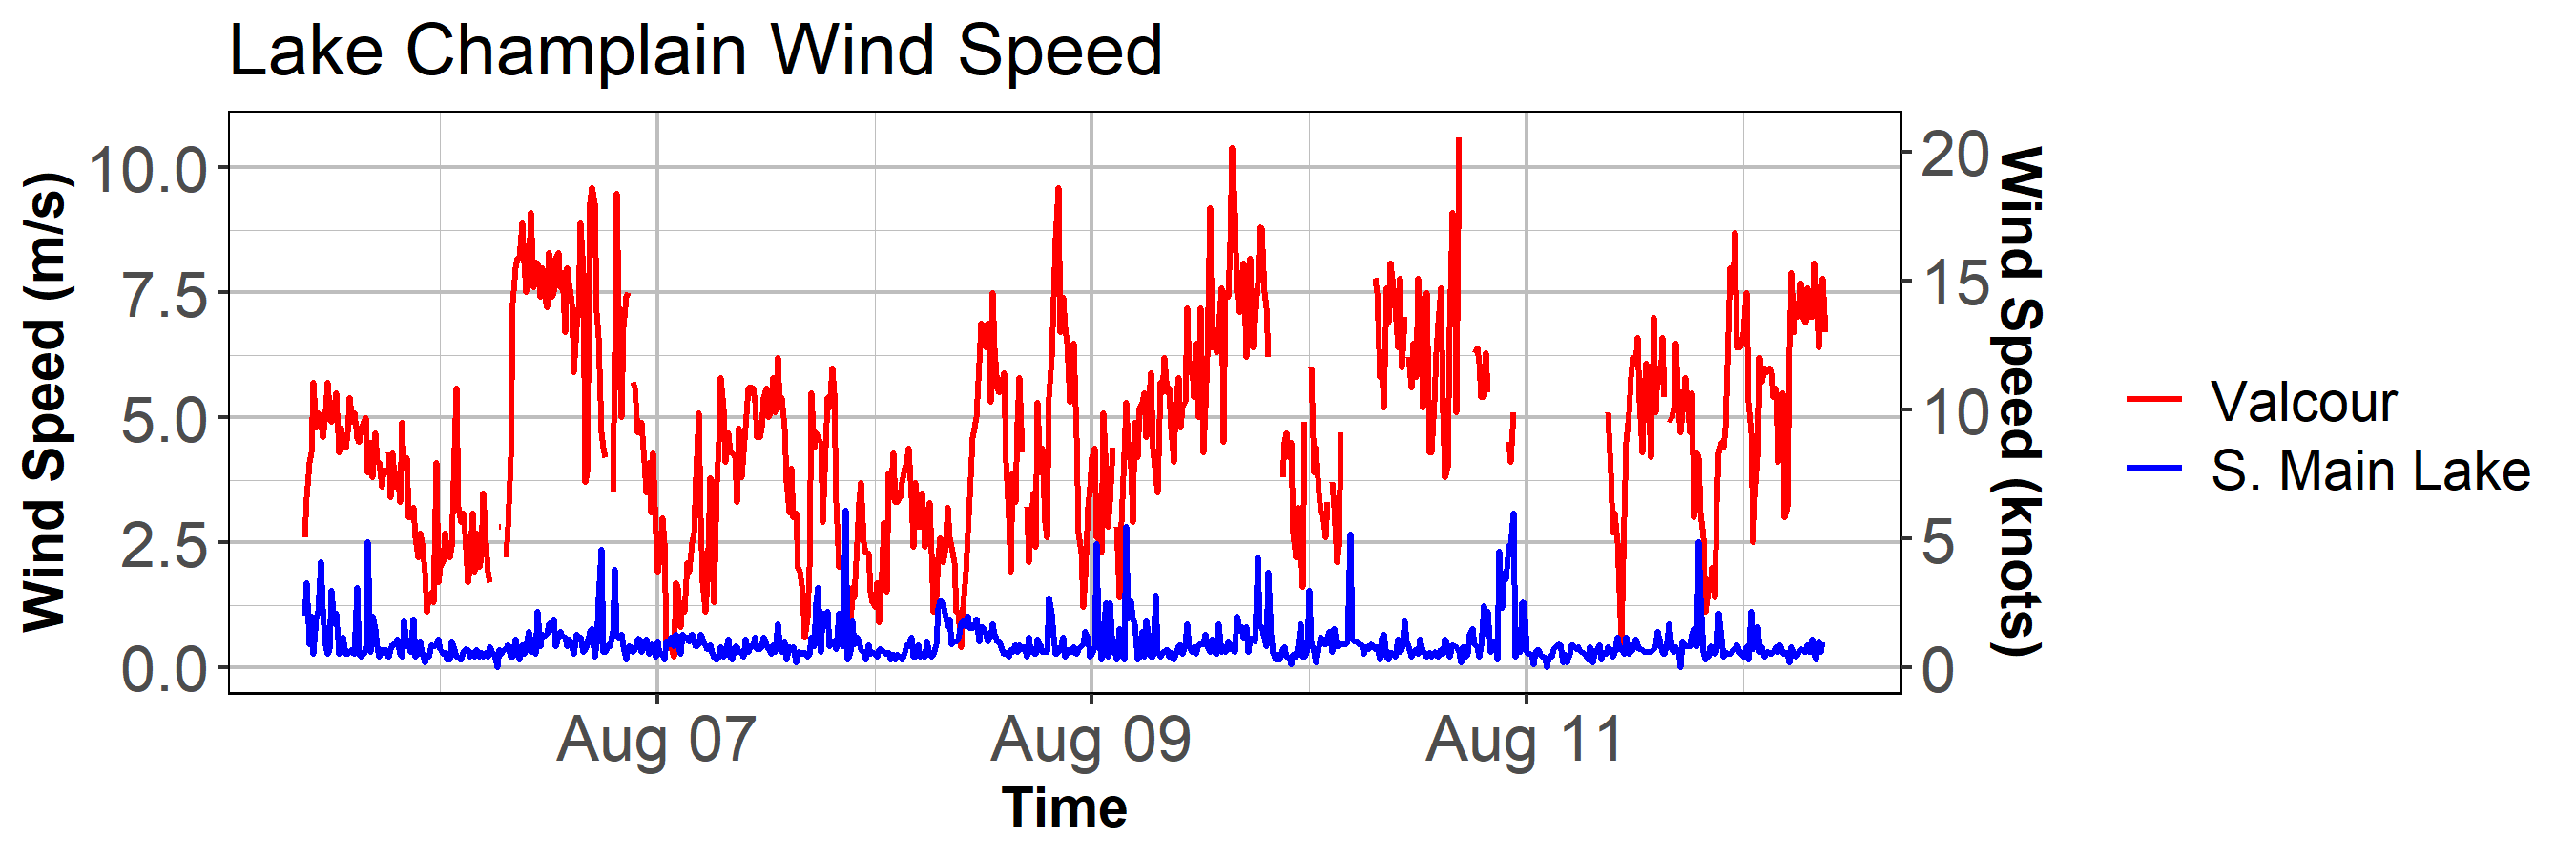 Lake Champlain Wind Speed
Wind Speed (m/s)
10.0
7.5
5.0
2.5
0.0
20
15
10
5
0
Wind Speed (knots)
Aug 07
Aug 09
Aug 11
Time
Valcour
S. Main Lake